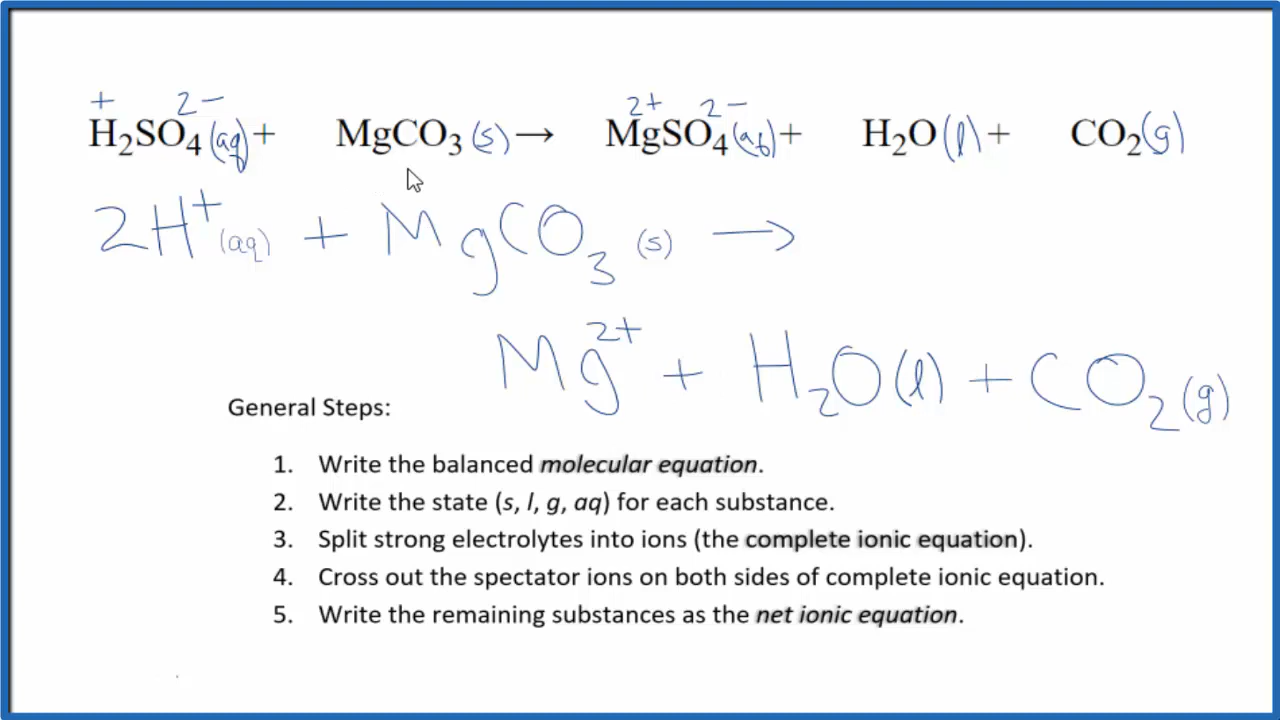 + 2- 2+ 2-
H₂SO₄(aq)+ MgCO₃(s)→ MgSO₄(aq)+ H₂O(l)+ CO₂(g)
2H⁺(aq) + MgCO₃(s) →
Mg²⁺ + H₂O(l) + CO₂(g)
General Steps:
1. Write the balanced molecular equation.
2. Write the state (s, l, g, aq) for each substance.
3. Split strong electrolytes into ions (the complete ionic equation).
4. Cross out the spectator ions on both sides of complete ionic equation.
5. Write the remaining substances as the net ionic equation.